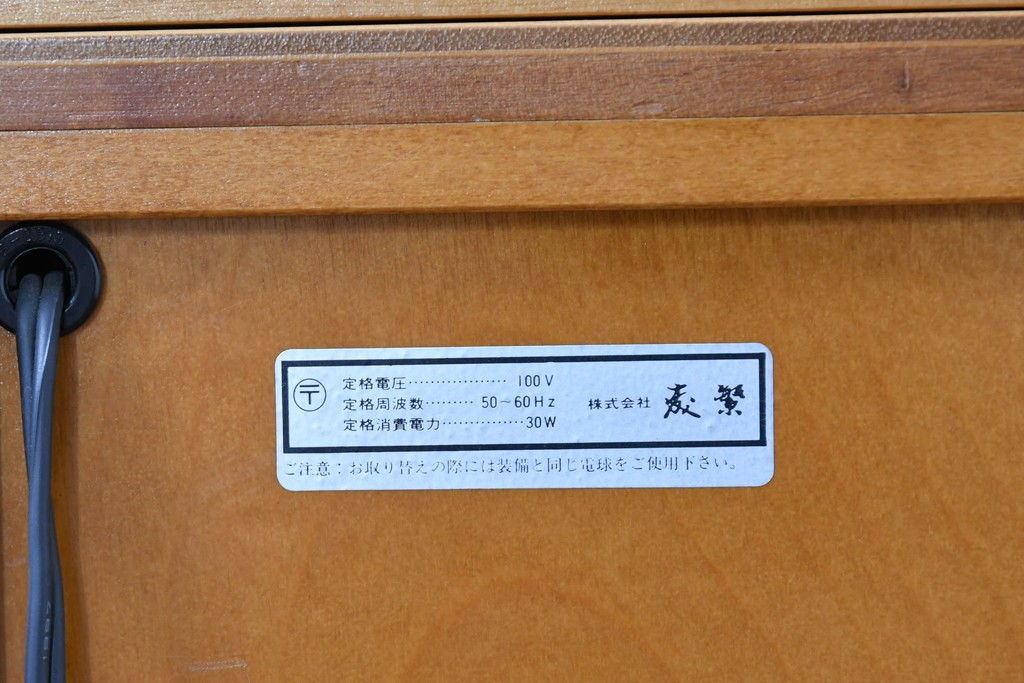 〒
定格電圧·················· 100V
定格周波数········· 50～60Hz
定格消費電力···············30W
株式会社
ご注意：お取り替えの際には装備と同じ電球をご使用下さい。